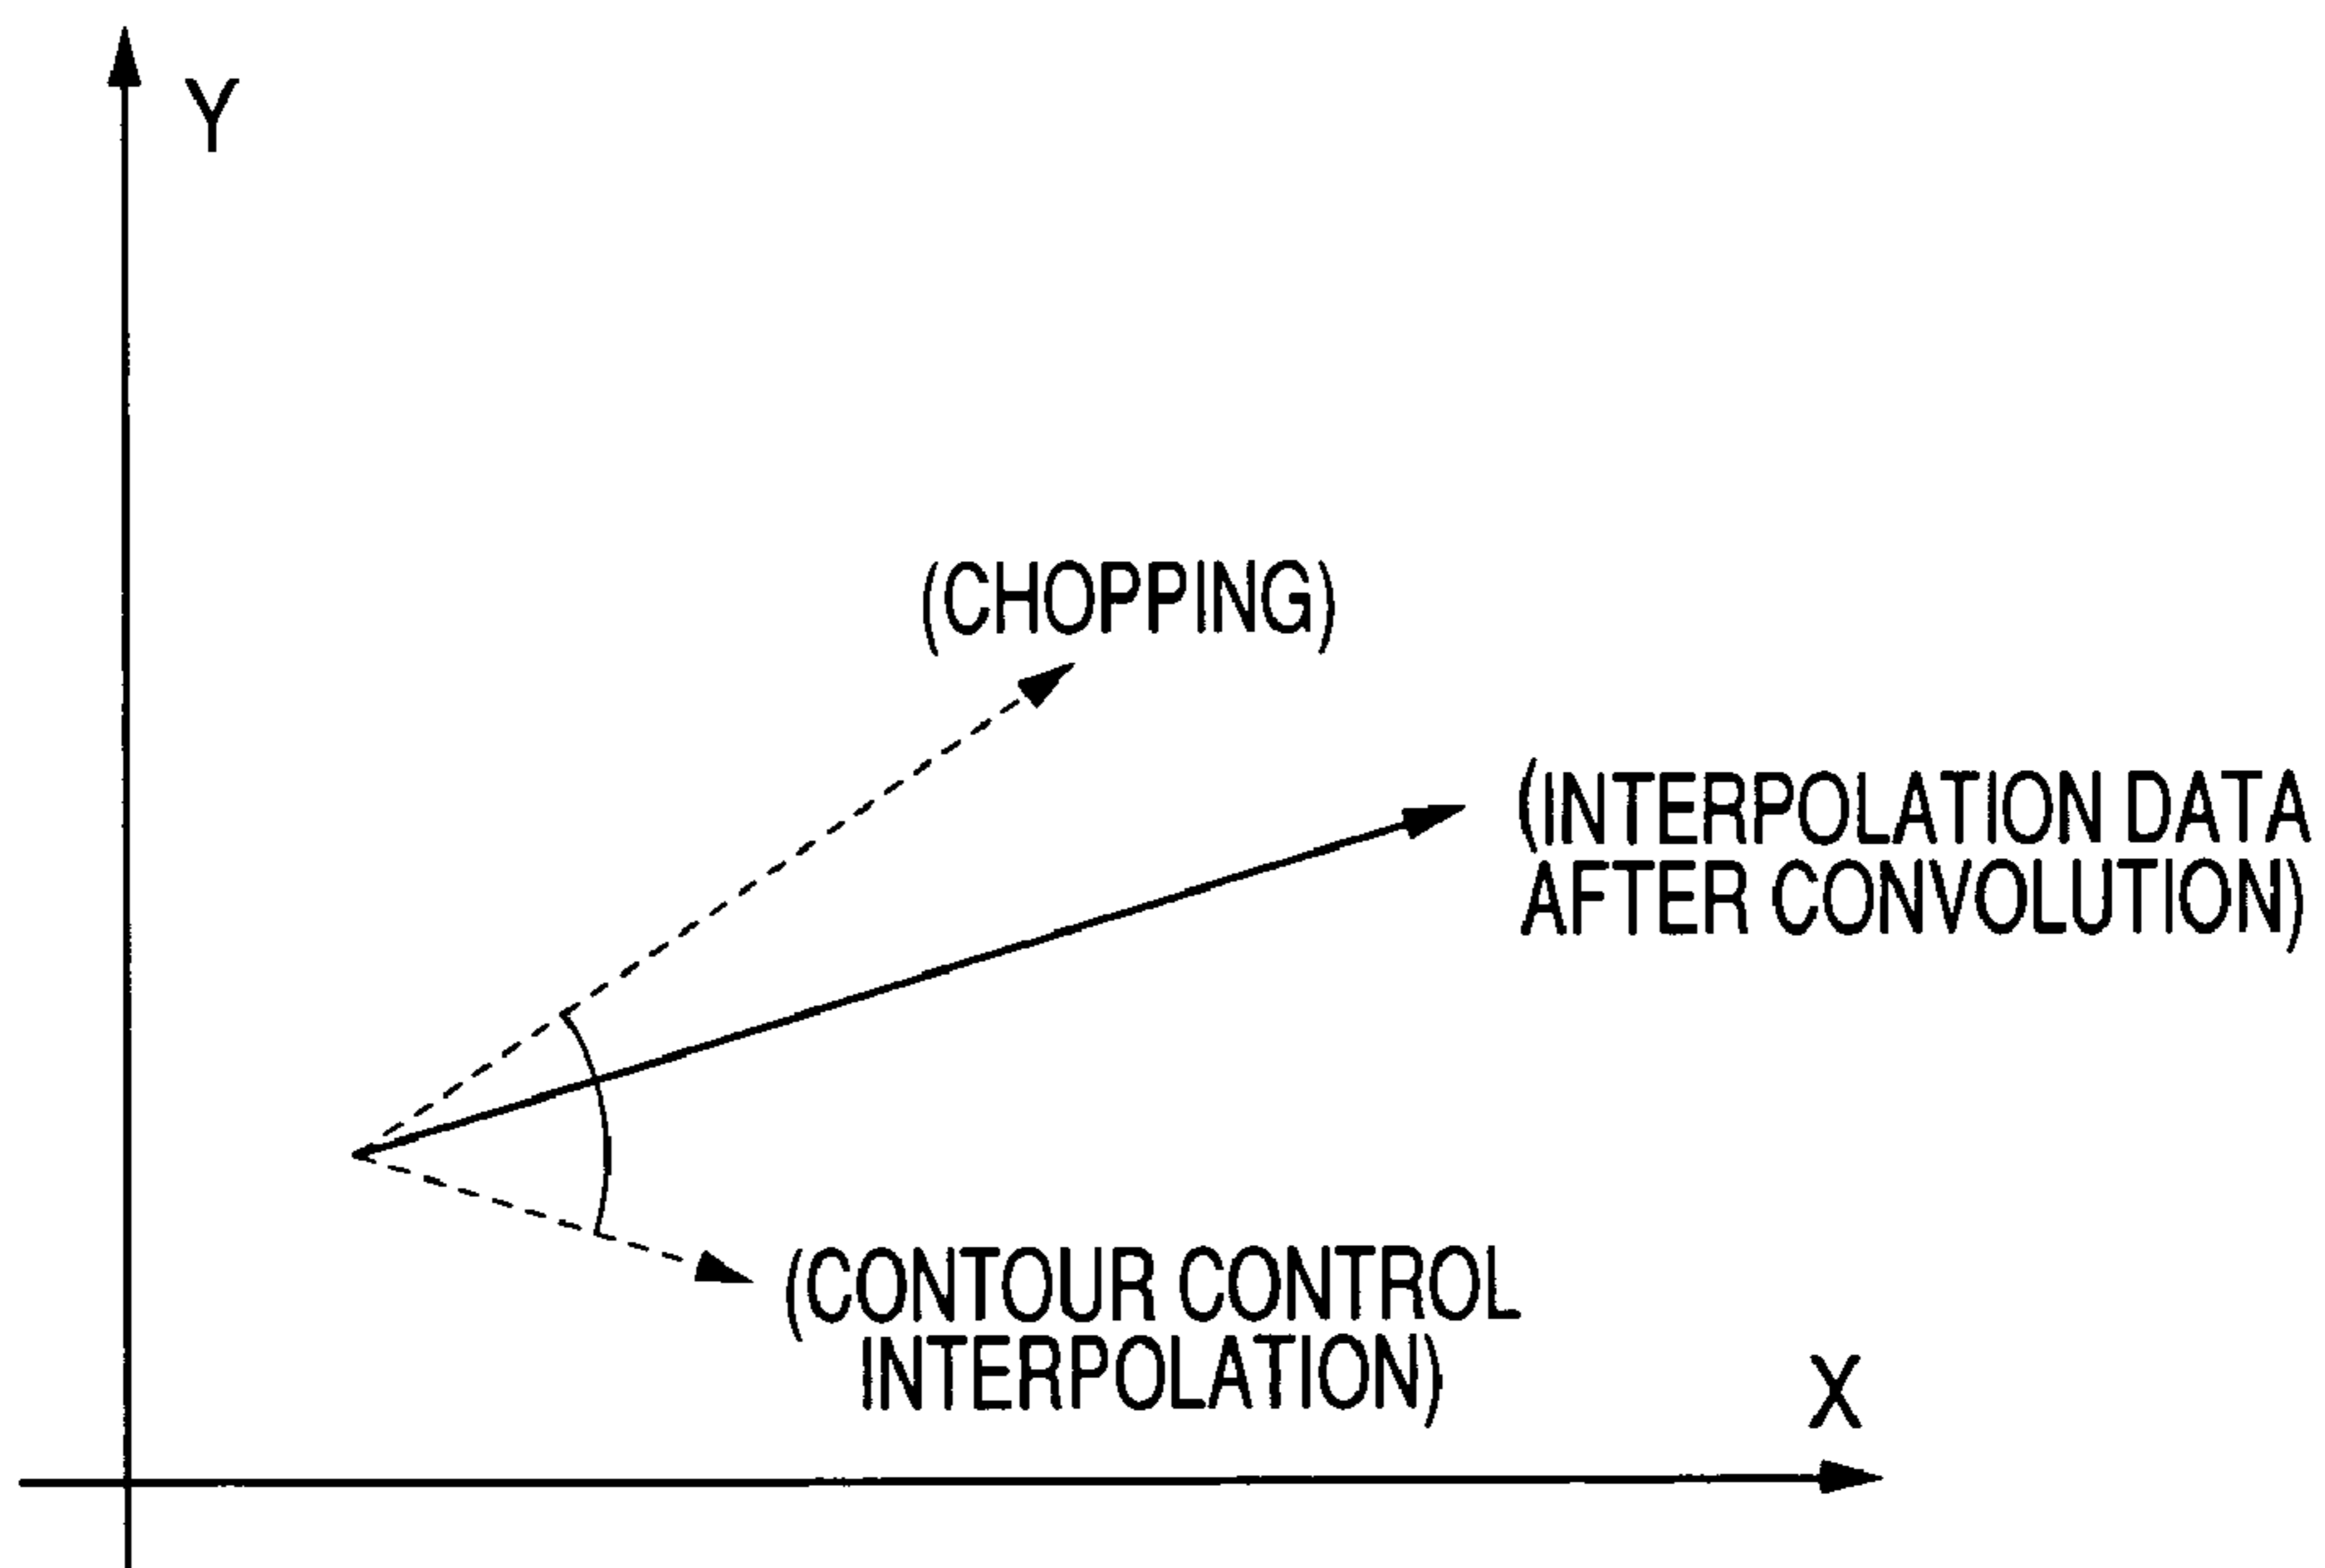 Y
(CHOPPING)
(INTERPOLATION DATA
AFTER CONVOLUTION)
(CONTOUR CONTROL
INTERPOLATION)
X